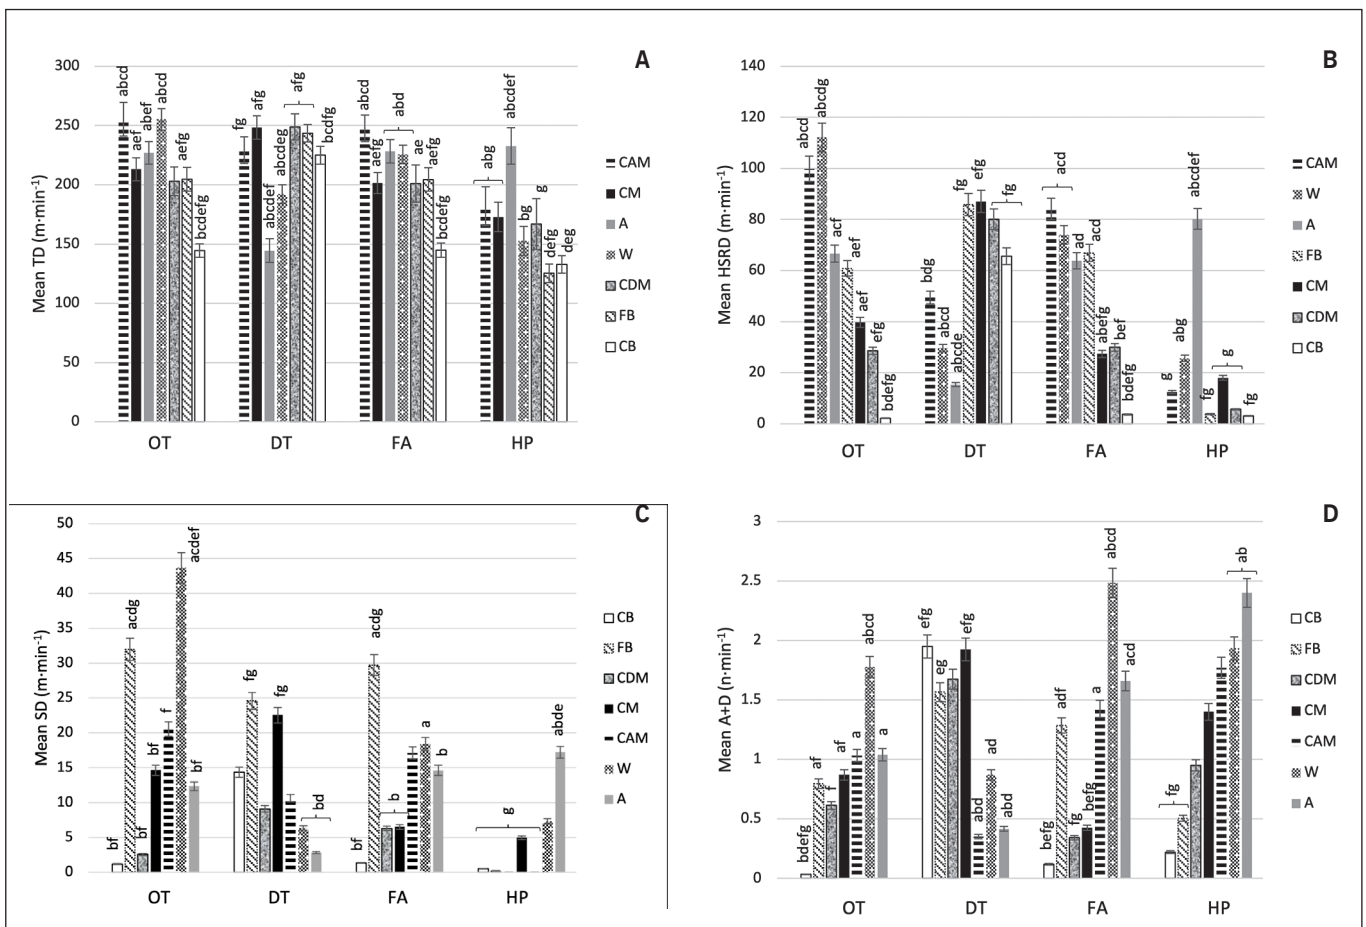 A
300
250
200
150
100
50
0
Mean TD (m·min-1)
abcd
aef
abef
abcd
aefg
bcdefg
fg
afg
abcdef
abcdeg
afg
bcdfg
abcd
aefg
abd
ae
aefg
bcdefg
abg
abcdef
bg
g
defg
deg
OT DT FA HP
CAM
CM
A
W
CDM
FB
CB
B
140
120
100
80
60
40
20
0
Mean HSRD (m·min-1)
abcd
abcdg
acf
aef
aef
efg
bdefg
bdg
abcd
abcde
fg
efg
fg
acd
ad
acd
abefg
bef
bdefg
g
abg
abcdef
fg
g
fg
OT DT FA HP
CAM
W
A
FB
CM
CDM
CB
C
50
45
40
35
30
25
20
15
10
5
0
Mean SD (m·min-1)
bf
acdg
bf
bf
f
acdef
bf
fg
fg
bd
bf
acdg
b
a
b
g
abde
OT DT FA HP
CB
FB
CDM
CM
CAM
W
A
D
3
2.5
2
1.5
1
0.5
0
Mean A+D (n·min-1)
bdefg
af
f
af
a
abcd
a
efg
eg
efg
abd
ad
abd
befg
adf
fg
befg
a
abcd
acd
fg
ab
OT DT FA HP
CB
FB
CDM
CM
CAM
W
A